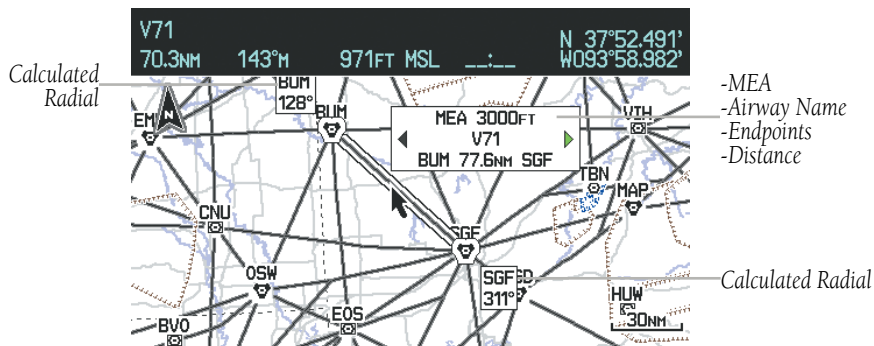 V71
70.3NM 143°M 971FT MSL __:__ N 37°52.491'
W093°58.982'
Calculated
Radial
-MEA
-Airway Name
-Endpoints
-Distance
BUM
128°
N
BUM
MEA 3000FT
V71
BUM 77.6NM SGF
VIH
EM
TBN
MAP
CNU
SGF
OSW
SGF
311°
Calculated Radial
HUW
30NM
EOS
BVO